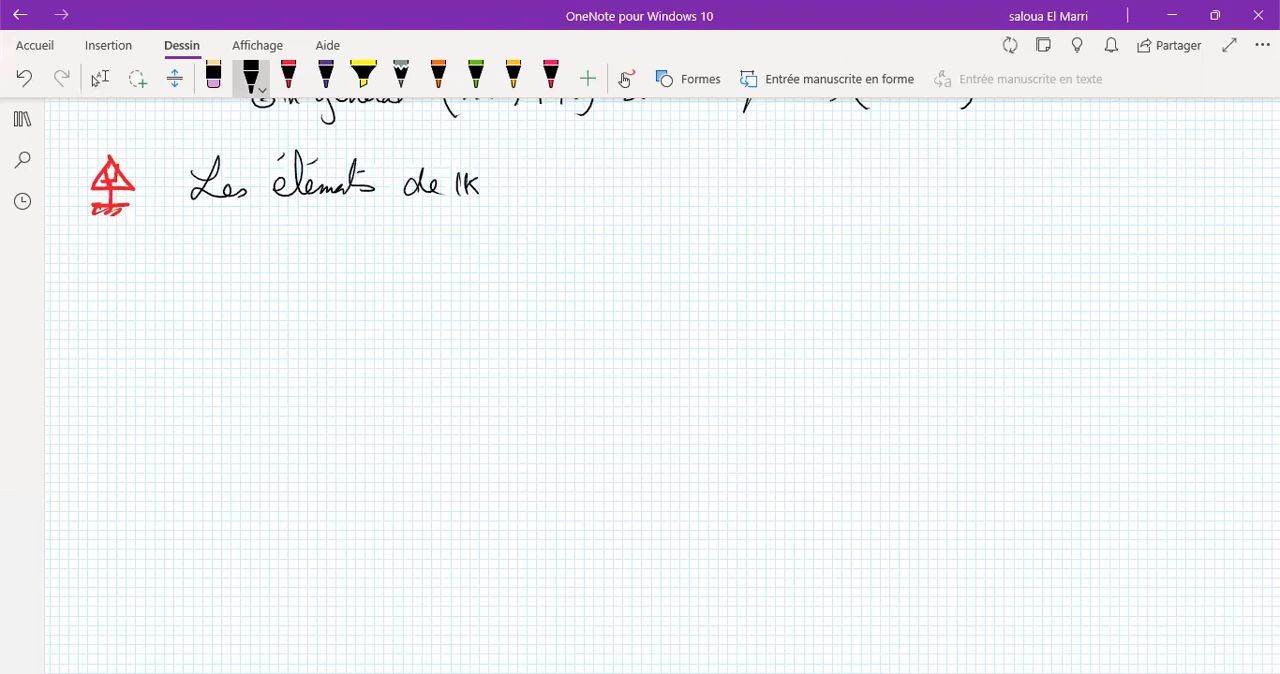 OneNote pour Windows 10
saloua El Marri
Accueil Insertion Dessin Affichage Aide
Partager
Formes Entrée manuscrite en forme Entrée manuscrite en texte
Les éléments de IK